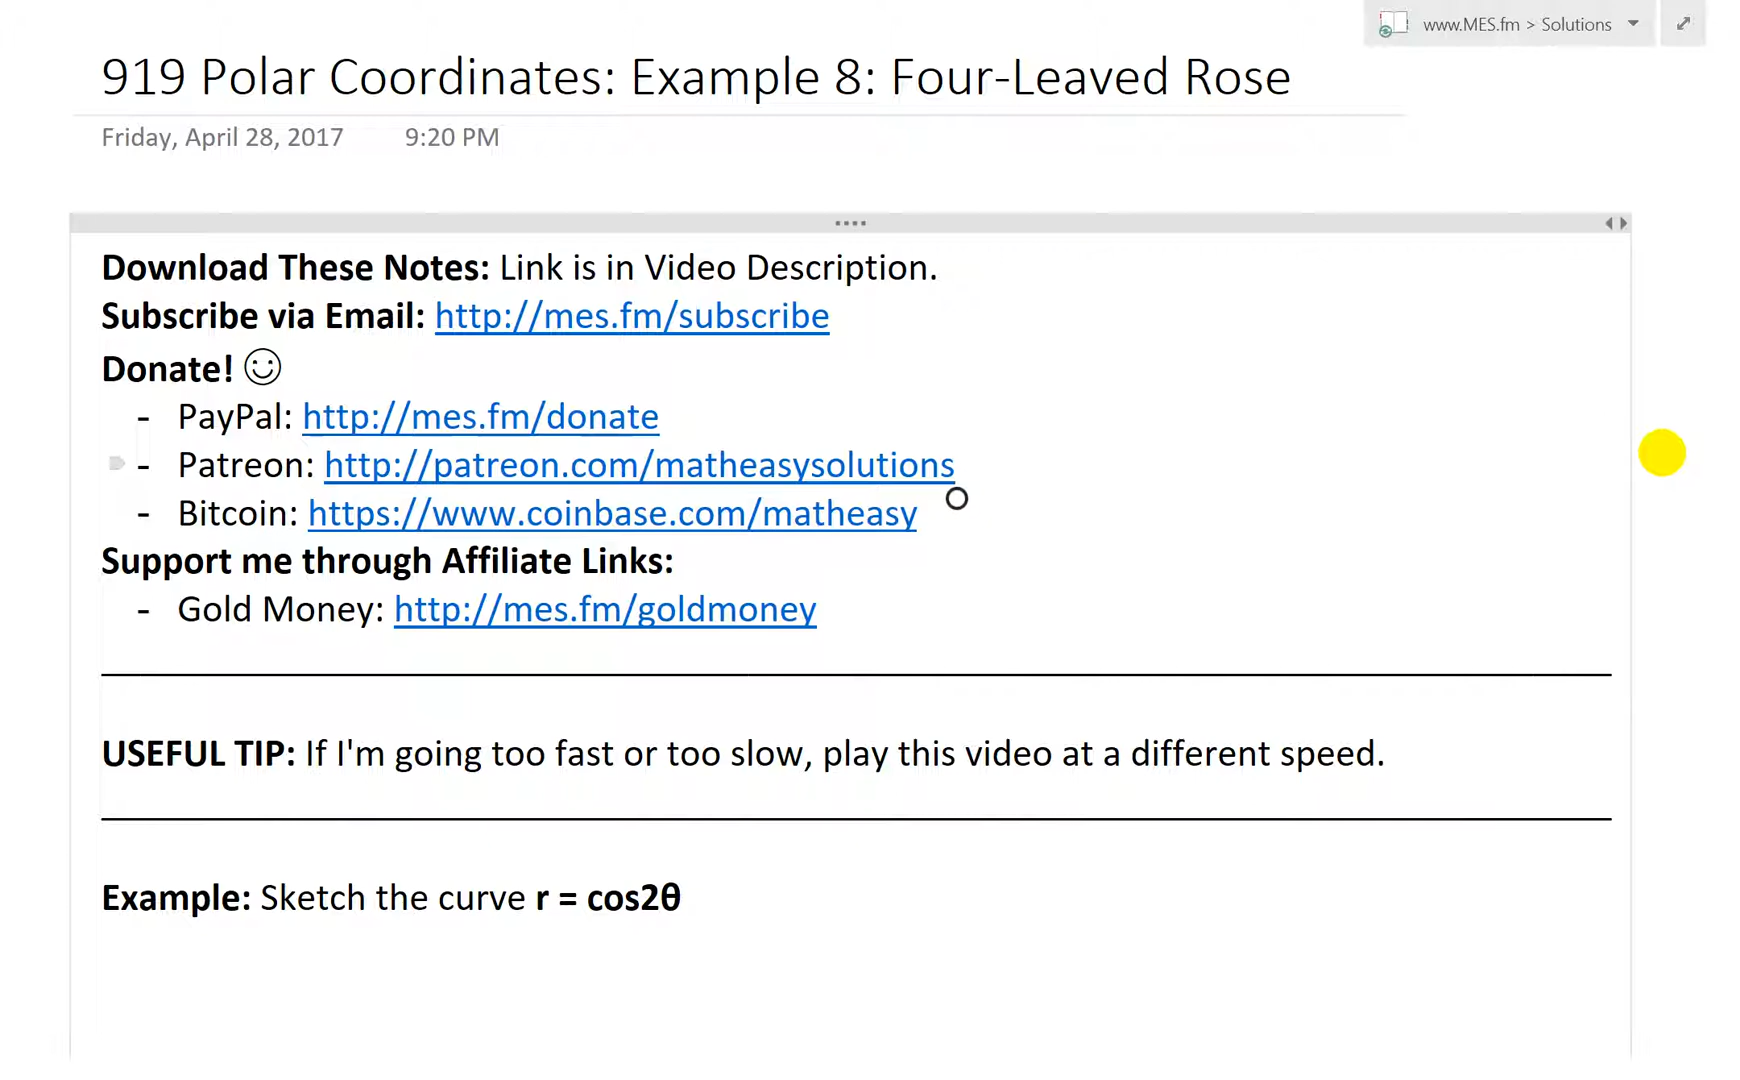 www.MES.fm > Solutions
919 Polar Coordinates: Example 8: Four-Leaved Rose
Friday, April 28, 2017 9:20 PM
Download These Notes: Link is in Video Description.
Subscribe via Email: http://mes.fm/subscribe
Donate! ☺
- PayPal: http://mes.fm/donate
- Patreon: http://patreon.com/matheasysolutions
- Bitcoin: https://www.coinbase.com/matheasy
Support me through Affiliate Links:
- Gold Money: http://mes.fm/goldmoney
USEFUL TIP: If I'm going too fast or too slow, play this video at a different speed.
Example: Sketch the curve r = cos2θ